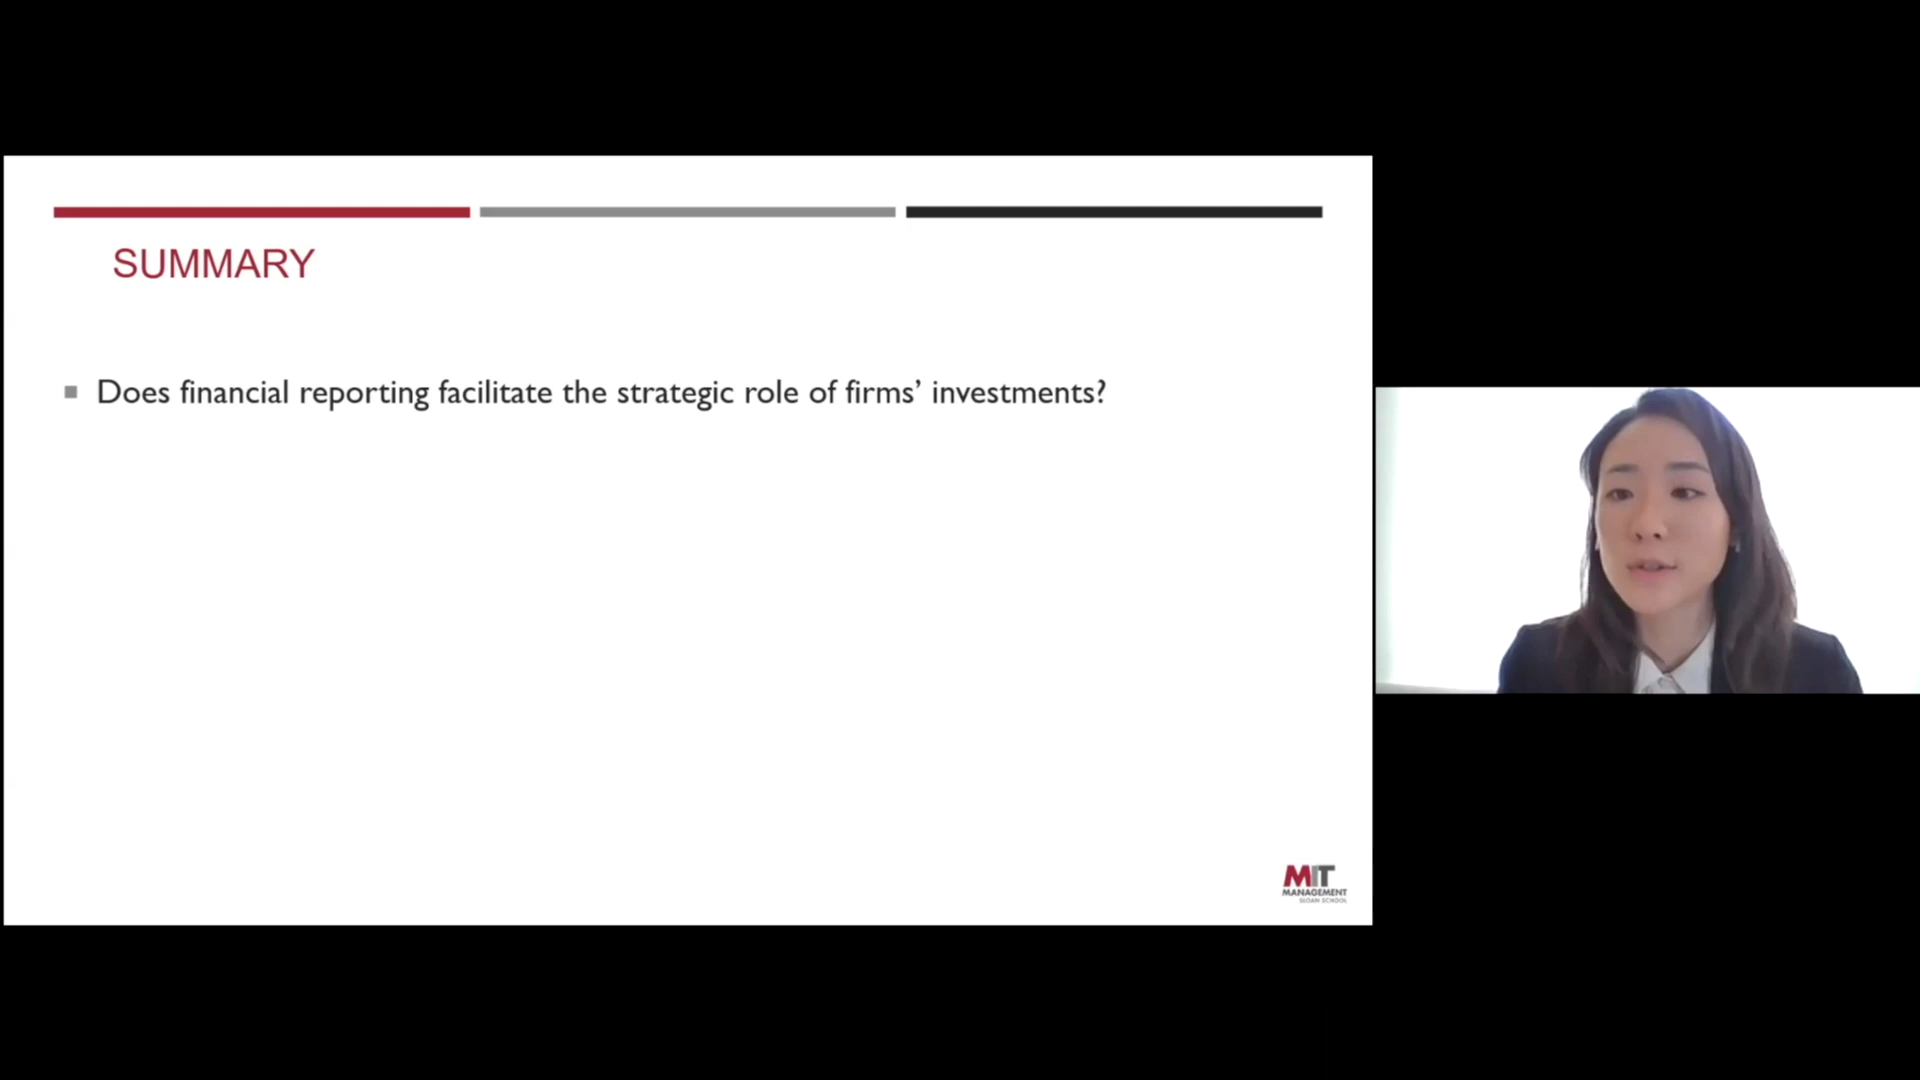 SUMMARY
Does financial reporting facilitate the strategic role of firms’ investments?
MIT
MANAGEMENT
SLOAN SCHOOL